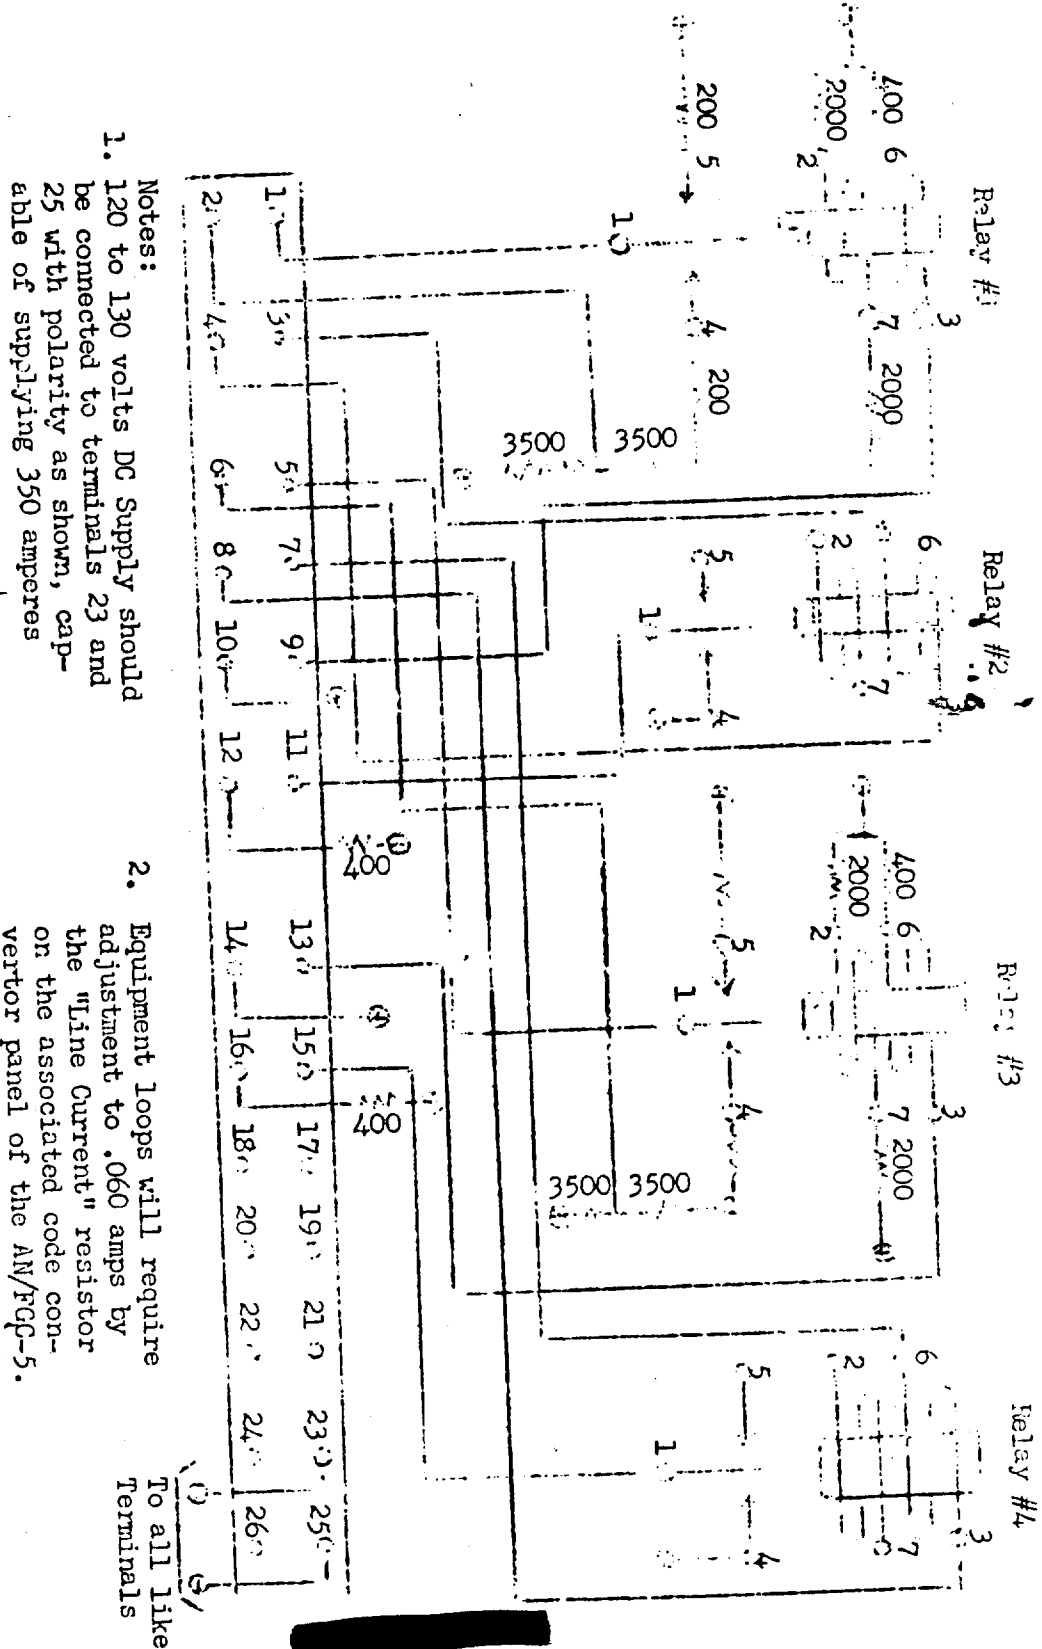 Relay #1
Relay #2
Relay #3
Relay #4
400 6
2000 2
3
7 2000
200 5
1
4 200
3500
3500
6
2
7
3
5
1
4
400 6
2000
2
3
7 2000
5
1
4
3500
3500
6
2
3
7
5
1
4
400
400
1 3 5 7 9 11 13 15 17 19 21 23 25
2 4 6 8 10 12 14 16 18 20 22 24 26
To all like
Terminals
Notes:
1. 120 to 130 volts DC Supply should
be connected to terminals 23 and
25 with polarity as shown, cap-
able of supplying 350 amperes
2. Equipment loops will require
adjustment to .060 amps by
the "Line Current" resistor
on the associated code con-
vertor panel of the AN/FGC-5.